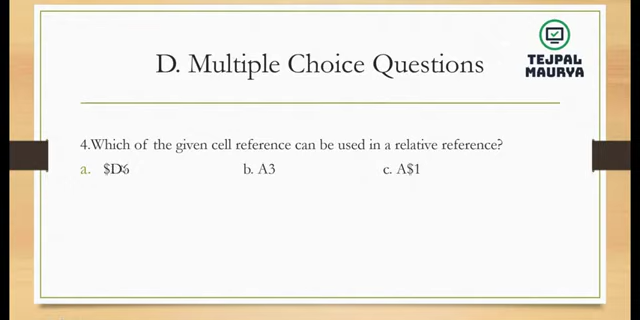 D. Multiple Choice Questions
TEJPAL
MAURYA
4.Which of the given cell reference can be used in a relative reference?
a. $D6 b. A3 c. A$1